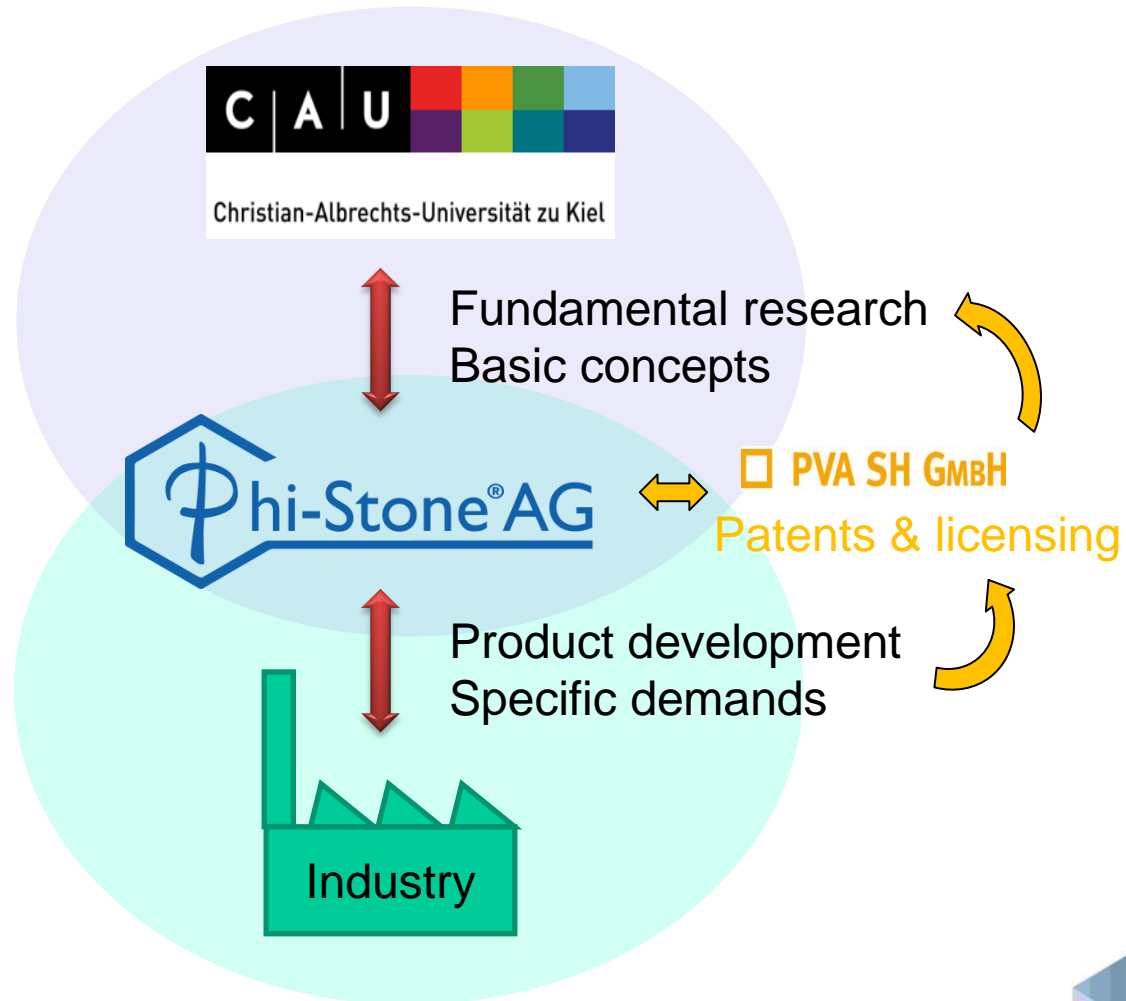 C A U
Christian-Albrechts-Universität zu Kiel
Fundamental research
Basic concepts
Phi-Stone® AG
PVA SH GMBH
Patents & licensing
Product development
Specific demands
Industry